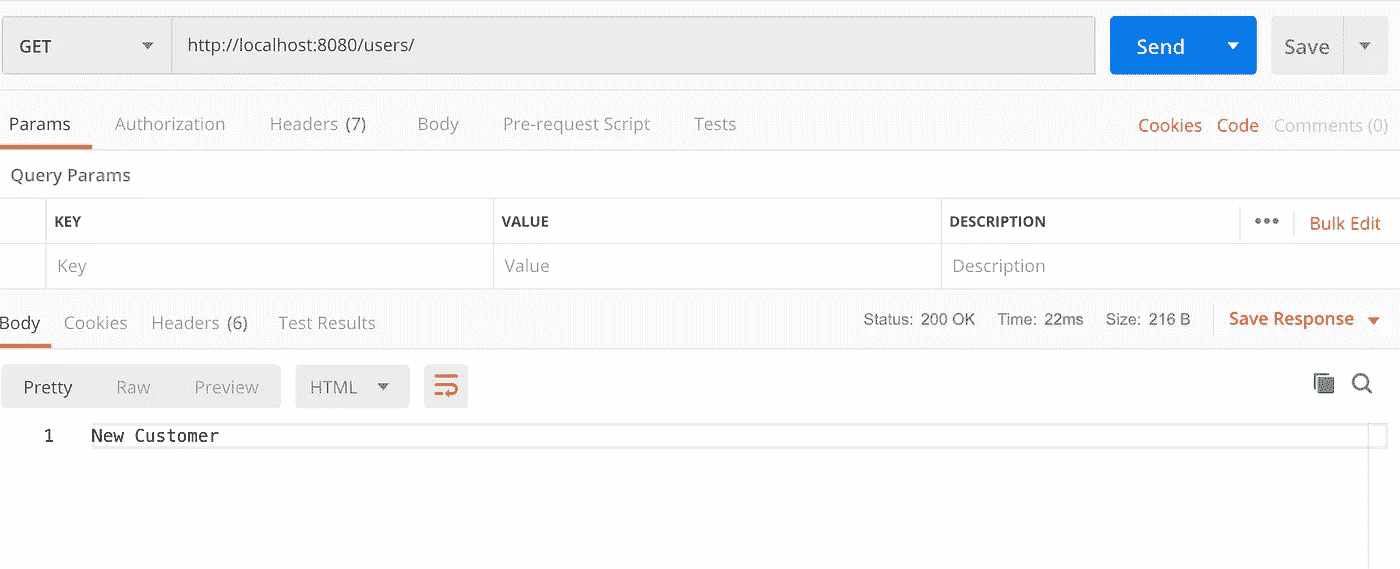 GET http://localhost:8080/users/ Send Save
Params Authorization Headers (7) Body Pre-request Script Tests Cookies Code Comments (0)
Query Params
KEY VALUE DESCRIPTION ••• Bulk Edit
Key Value Description
Body Cookies Headers (6) Test Results Status: 200 OK Time: 22ms Size: 216 B Save Response
Pretty Raw Preview HTML
1 New Customer